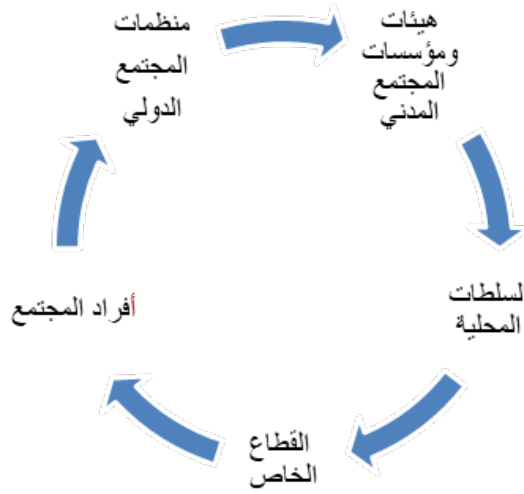 هيئات
ومؤسسات
المجتمع
المدني
لسلطات
المحلية
القطاع
الخاص
أفراد المجتمع
منظمات
المجتمع
الدولي